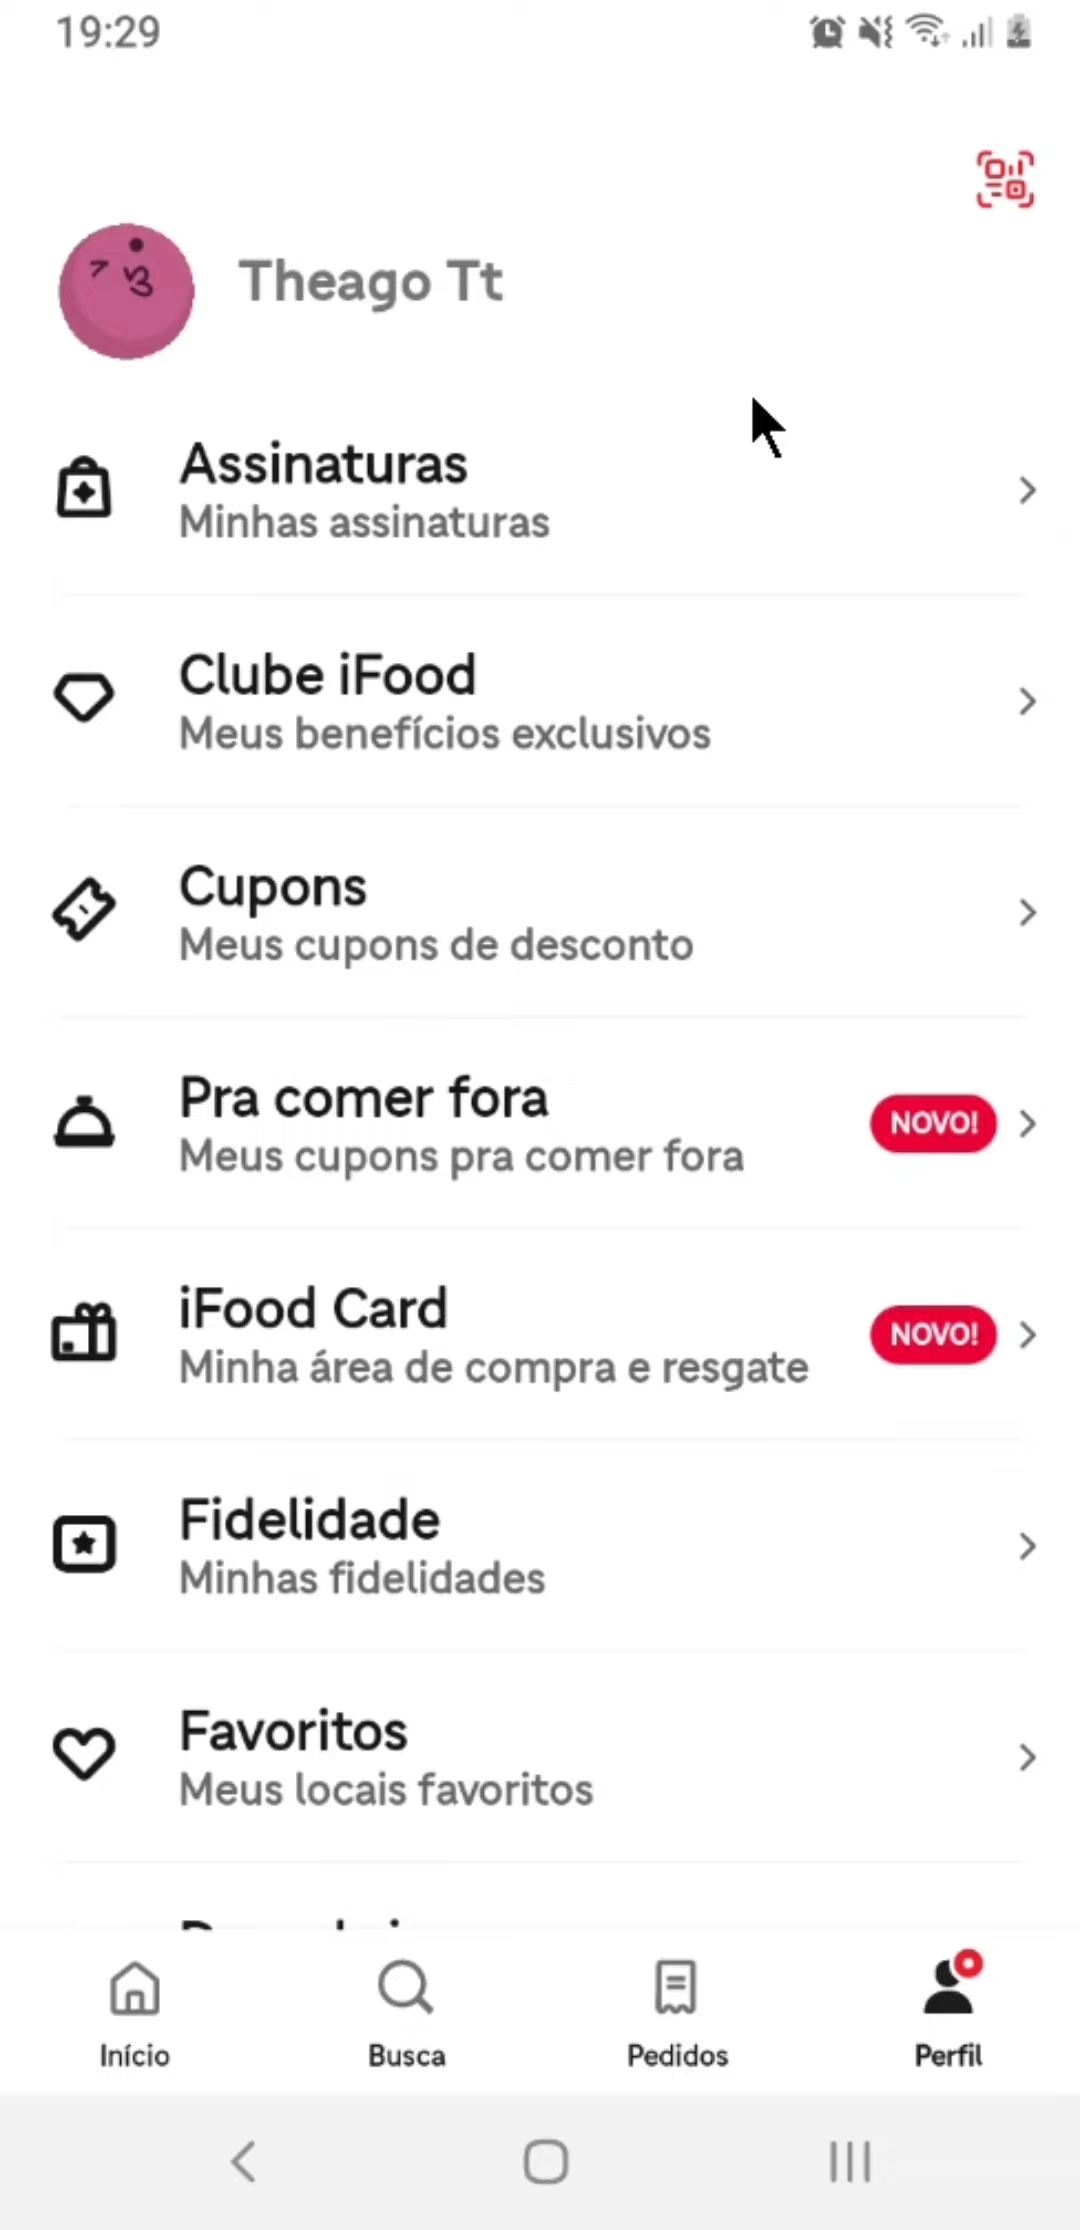 19:29
Theago Tt
Assinaturas
Minhas assinaturas
Clube iFood
Meus benefícios exclusivos
Cupons
Meus cupons de desconto
Pra comer fora
Meus cupons pra comer fora
NOVO!
iFood Card
Minha área de compra e resgate
NOVO!
Fidelidade
Minhas fidelidades
Favoritos
Meus locais favoritos
Início
Busca
Pedidos
Perfil